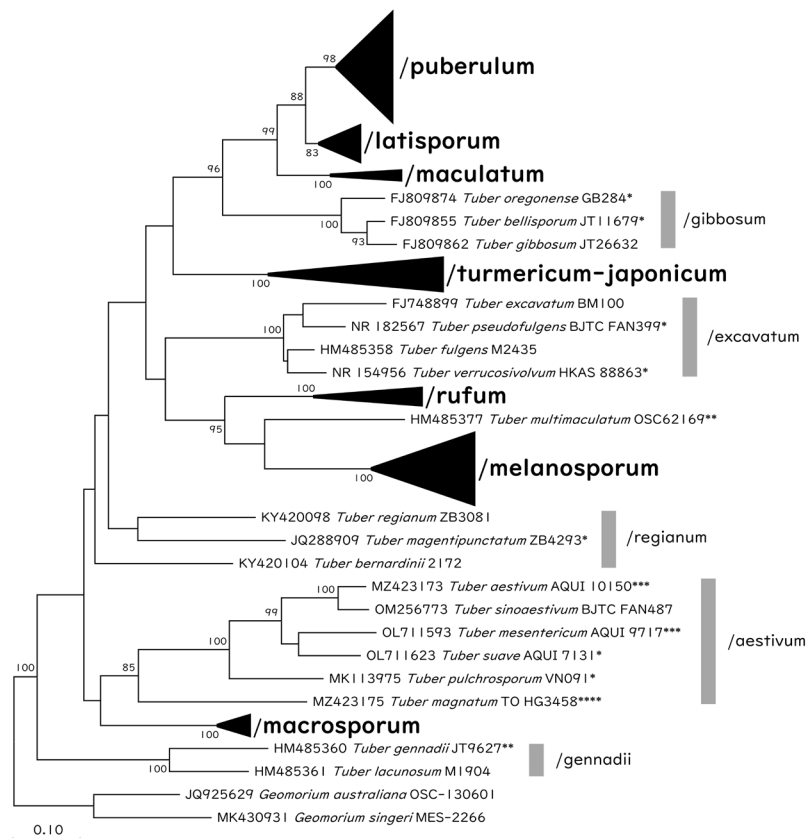 98
/puberulum
88
99
/latisporum
83
96
/maculatum
100
FJ809874 Tuber oregonense GB284*
FJ809855 Tuber bellisporum JT11679*
/gibbosum
100
93
FJ809862 Tuber gibbosum JT26632
/turmericum-japonicum
100
FJ748899 Tuber excavatum BM100
100
NR 182567 Tuber pseudofulgens BJTC FAN399*
/excavatum
HM485358 Tuber fulgens M2435
NR 154956 Tuber verrucosivolvum HKAS 88863*
100
/rufum
HM485377 Tuber multimaculatum OSC62169**
95
/melanosporum
100
KY420098 Tuber regianum ZB3081
JQ288909 Tuber magentipunctatum ZB4293*
/regianum
KY420104 Tuber bernardinii 2172
100
MZ423173 Tuber aestivum AQUI 10150***
99
OM256773 Tuber sinoaestivum BJTC FAN487
OL711593 Tuber mesentericum AQUI 9717***
/aestivum
100
OL711623 Tuber suave AQUI 7131*
100
85
MK113975 Tuber pulchrosporum VN091*
MZ423175 Tuber magnatum TO HG3458****
/macrosporum
100
HM485360 Tuber gennadii JT9627**
/gennadii
100
HM485361 Tuber lacunosum M1904
JQ925629 Geomorium australiana OSC-130601
MK430931 Geomorium singeri MES-2266
0.10